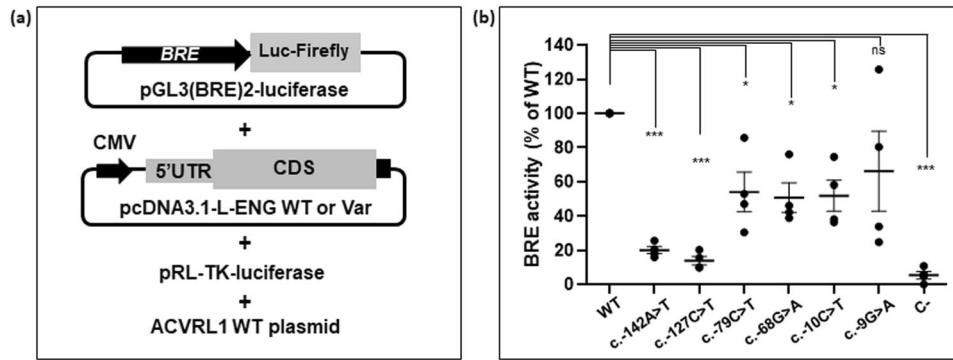 (a)
BRE
Luc-Firefly
pGL3(BRE)2-luciferase
+
CMV
5'UTR
CDS
pcDNA3.1-L-ENG WT or Var
+
pRL-TK-luciferase
+
ACVRL1 WT plasmid
(b)
BRE activity (% of WT)
140
120
100
80
60
40
20
0
***
***
*
*
*
ns
***
WT
c.-142A>T
c.-127C>T
c.-79C>T
c.-68G>A
c.-10C>T
c.-9G>A
C-